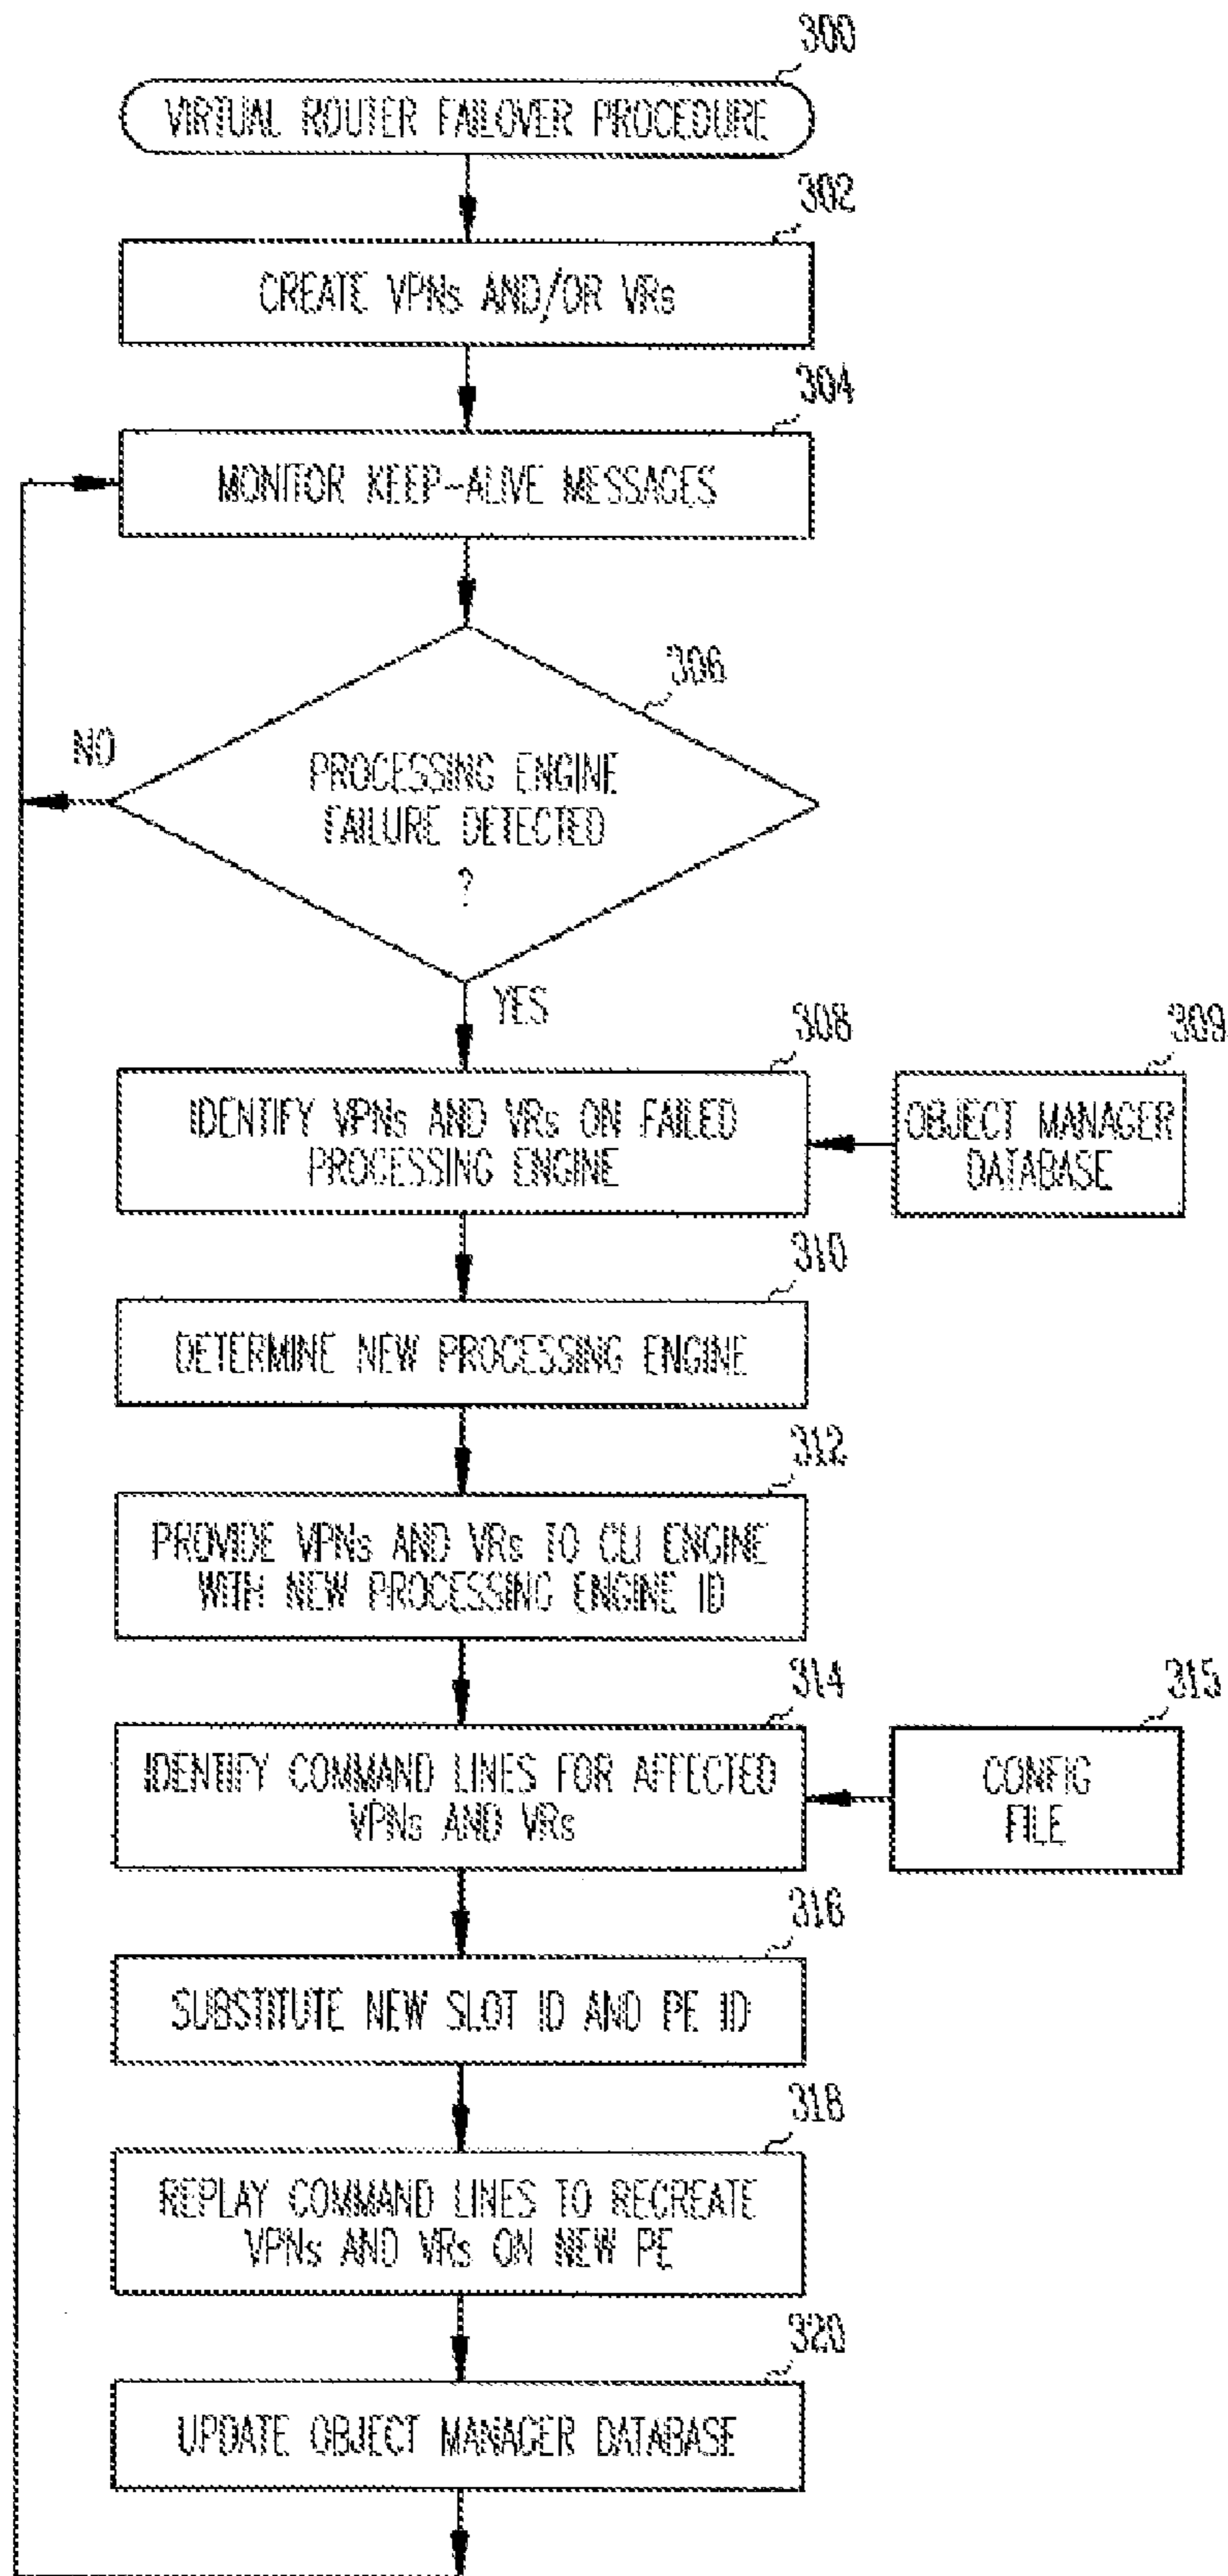 300
VIRTUAL ROUTER FAILOVER PROCEDURE
302
CREATE VPNs AND/OR VRs
304
MONITOR KEEP-ALIVE MESSAGES
306
NO
PROCESSING ENGINE
FAILURE DETECTED
?
YES
308
309
IDENTIFY VPNs AND VRs ON FAILED
PROCESSING ENGINE
OBJECT MANAGER
DATABASE
310
DETERMINE NEW PROCESSING ENGINE
312
PROVIDE VPNs AND VRs TO CLI ENGINE
WITH NEW PROCESSING ENGINE ID
314
315
IDENTIFY COMMAND LINES FOR AFFECTED
VPNs AND VRs
CONFIG
FILE
316
SUBSTITUTE NEW SLOT ID AND PE ID
318
REPLAY COMMAND LINES TO RECREATE
VPNs AND VRs ON NEW PE
320
UPDATE OBJECT MANAGER DATABASE